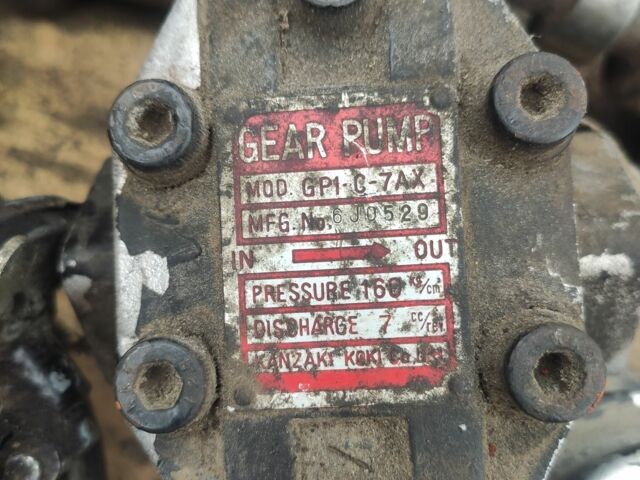 GEAR PUMP
MOD. GP1-C-7AX
MFG. No. 6J0529
IN OUT
PRESSURE 160 KG/cm²
DISCHARGE 7 CC/REV
KANZAKI KOKI Co.,LTD